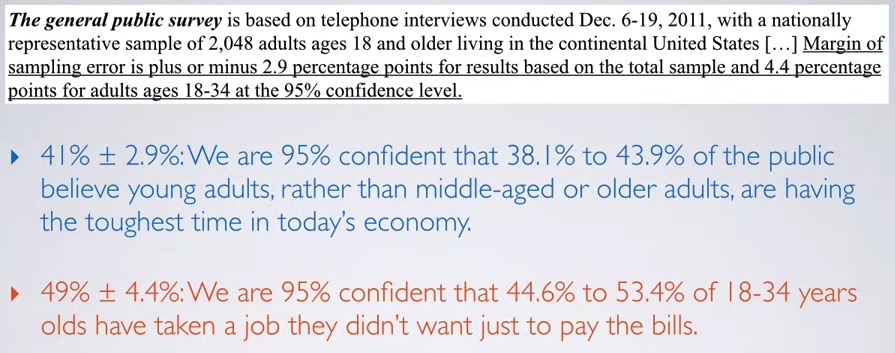 The general public survey is based on telephone interviews conducted Dec. 6-19, 2011, with a nationally
representative sample of 2,048 adults ages 18 and older living in the continental United States […] Margin of
sampling error is plus or minus 2.9 percentage points for results based on the total sample and 4.4 percentage
points for adults ages 18-34 at the 95% confidence level.
‣ 41% ± 2.9%: We are 95% confident that 38.1% to 43.9% of the public
believe young adults, rather than middle-aged or older adults, are having
the toughest time in today’s economy.
‣ 49% ± 4.4%: We are 95% confident that 44.6% to 53.4% of 18-34 years
olds have taken a job they didn’t want just to pay the bills.